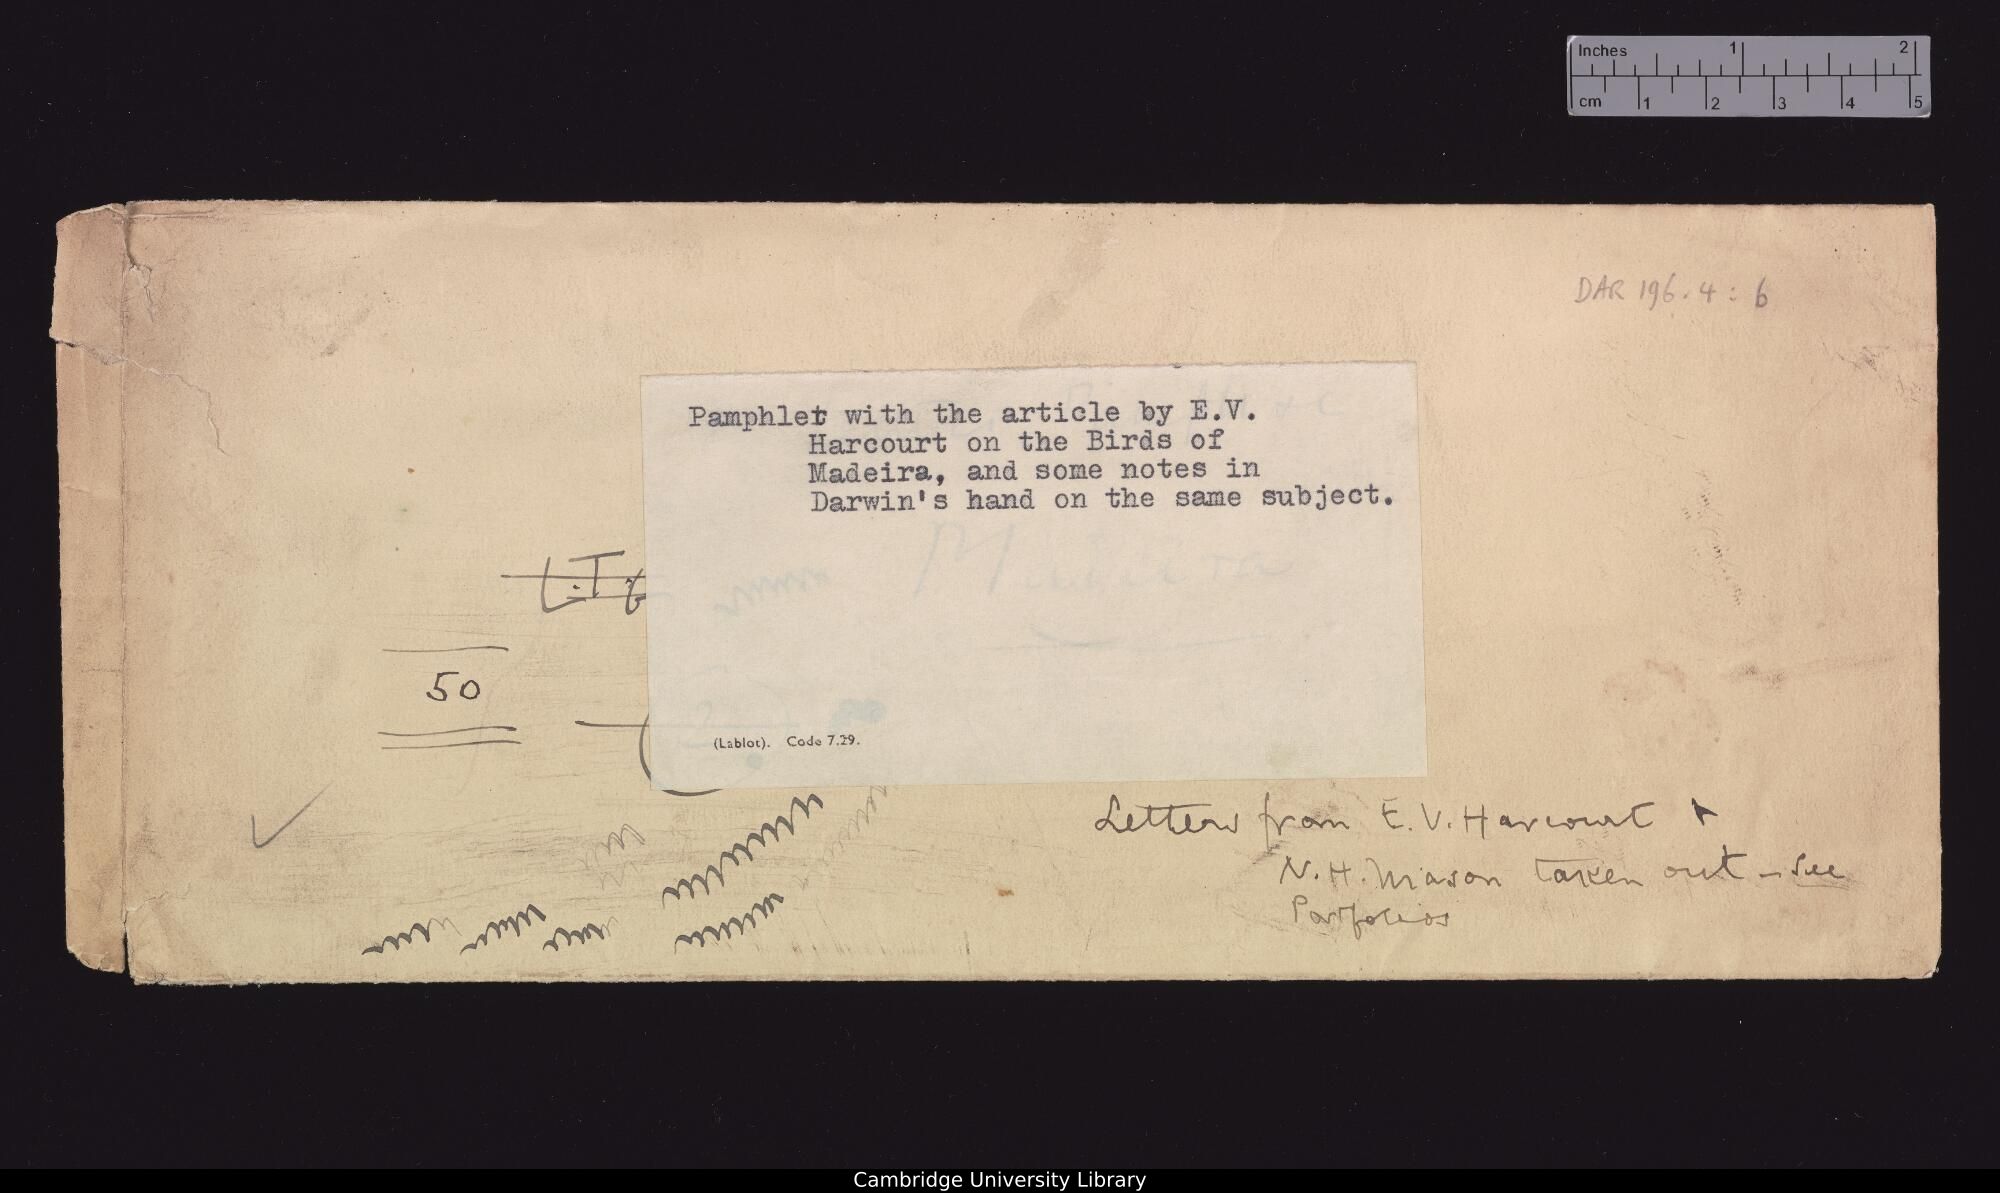 Inches 1 2
cm 1 2 3 4 5
DAR 196.4:6
Pamphlet with the article by E.V.
Harcourt on the Birds of
Madeira, and some notes in
Darwin's hand on the same subject.
Madeira
50
(Lablot). Code 7.29.
Letters from E.V. Harcourt &
N.H. Mason taken out – see
Portfolios
Cambridge University Library